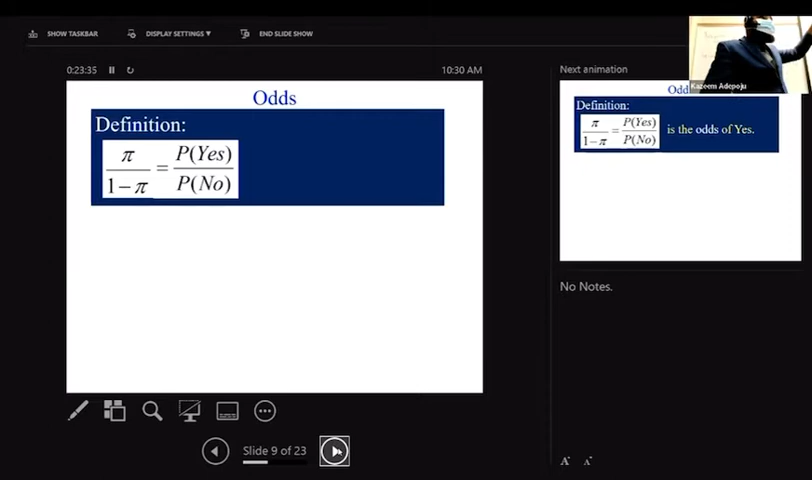 SHOW TASKBAR
DISPLAY SETTINGS ▾
END SLIDE SHOW
0:23:35
10:30 AM
Odds
Definition:
π/(1−π) = P(Yes)/P(No)
Slide 9 of 23
Next animation
Kazeem Adepoju
Odd
Definition:
π/(1−π) = P(Yes)/P(No) is the odds of Yes.
No Notes.
A A